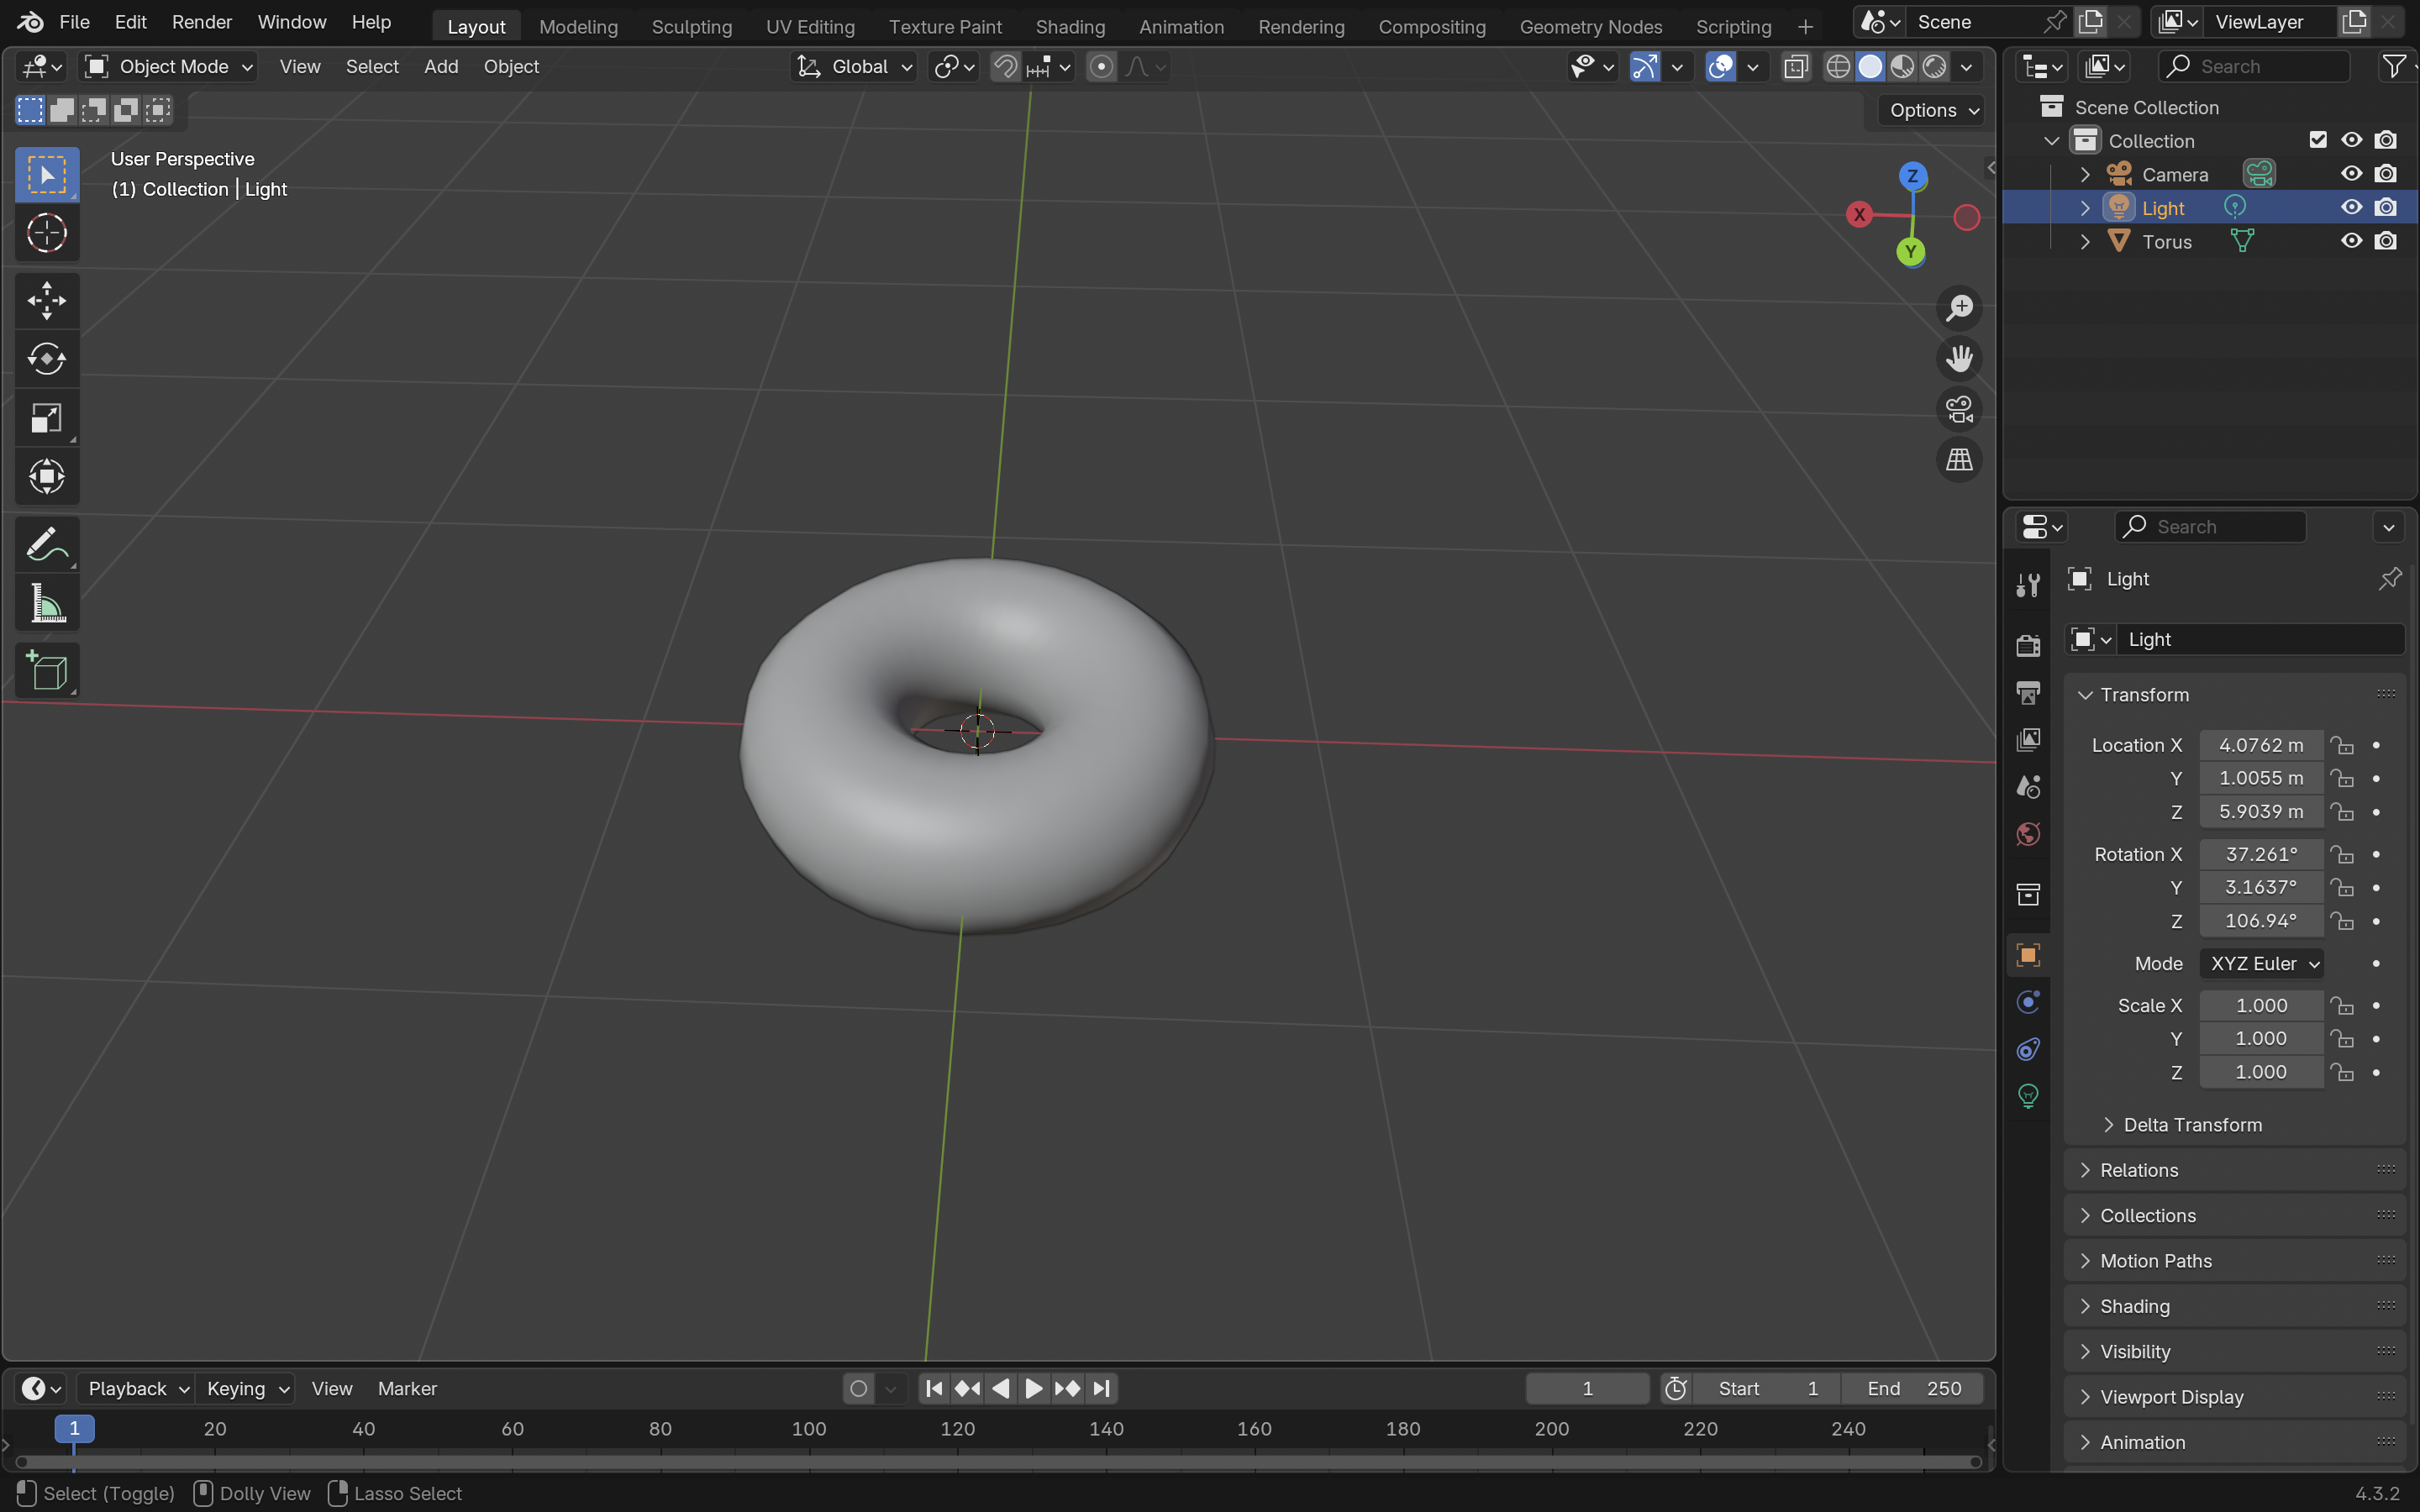 File Edit Render Window Help Layout Modeling Sculpting UV Editing Texture Paint Shading Animation Rendering Compositing Geometry Nodes Scripting + Scene ViewLayer
Object Mode View Select Add Object Global Search
Options
User Perspective
(1) Collection | Light
Z
X
Y
Scene Collection
Collection
Camera
Light
Torus
Search
Light
Light
Transform
Location X 4.0762 m
Y 1.0055 m
Z 5.9039 m
Rotation X 37.261°
Y 3.1637°
Z 106.94°
Mode XYZ Euler
Scale X 1.000
Y 1.000
Z 1.000
Delta Transform
Relations
Collections
Motion Paths
Shading
Visibility
Viewport Display
Animation
Playback Keying View Marker 1 Start 1 End 250
1 20 40 60 80 100 120 140 160 180 200 220 240
Select (Toggle) Dolly View Lasso Select 4.3.2